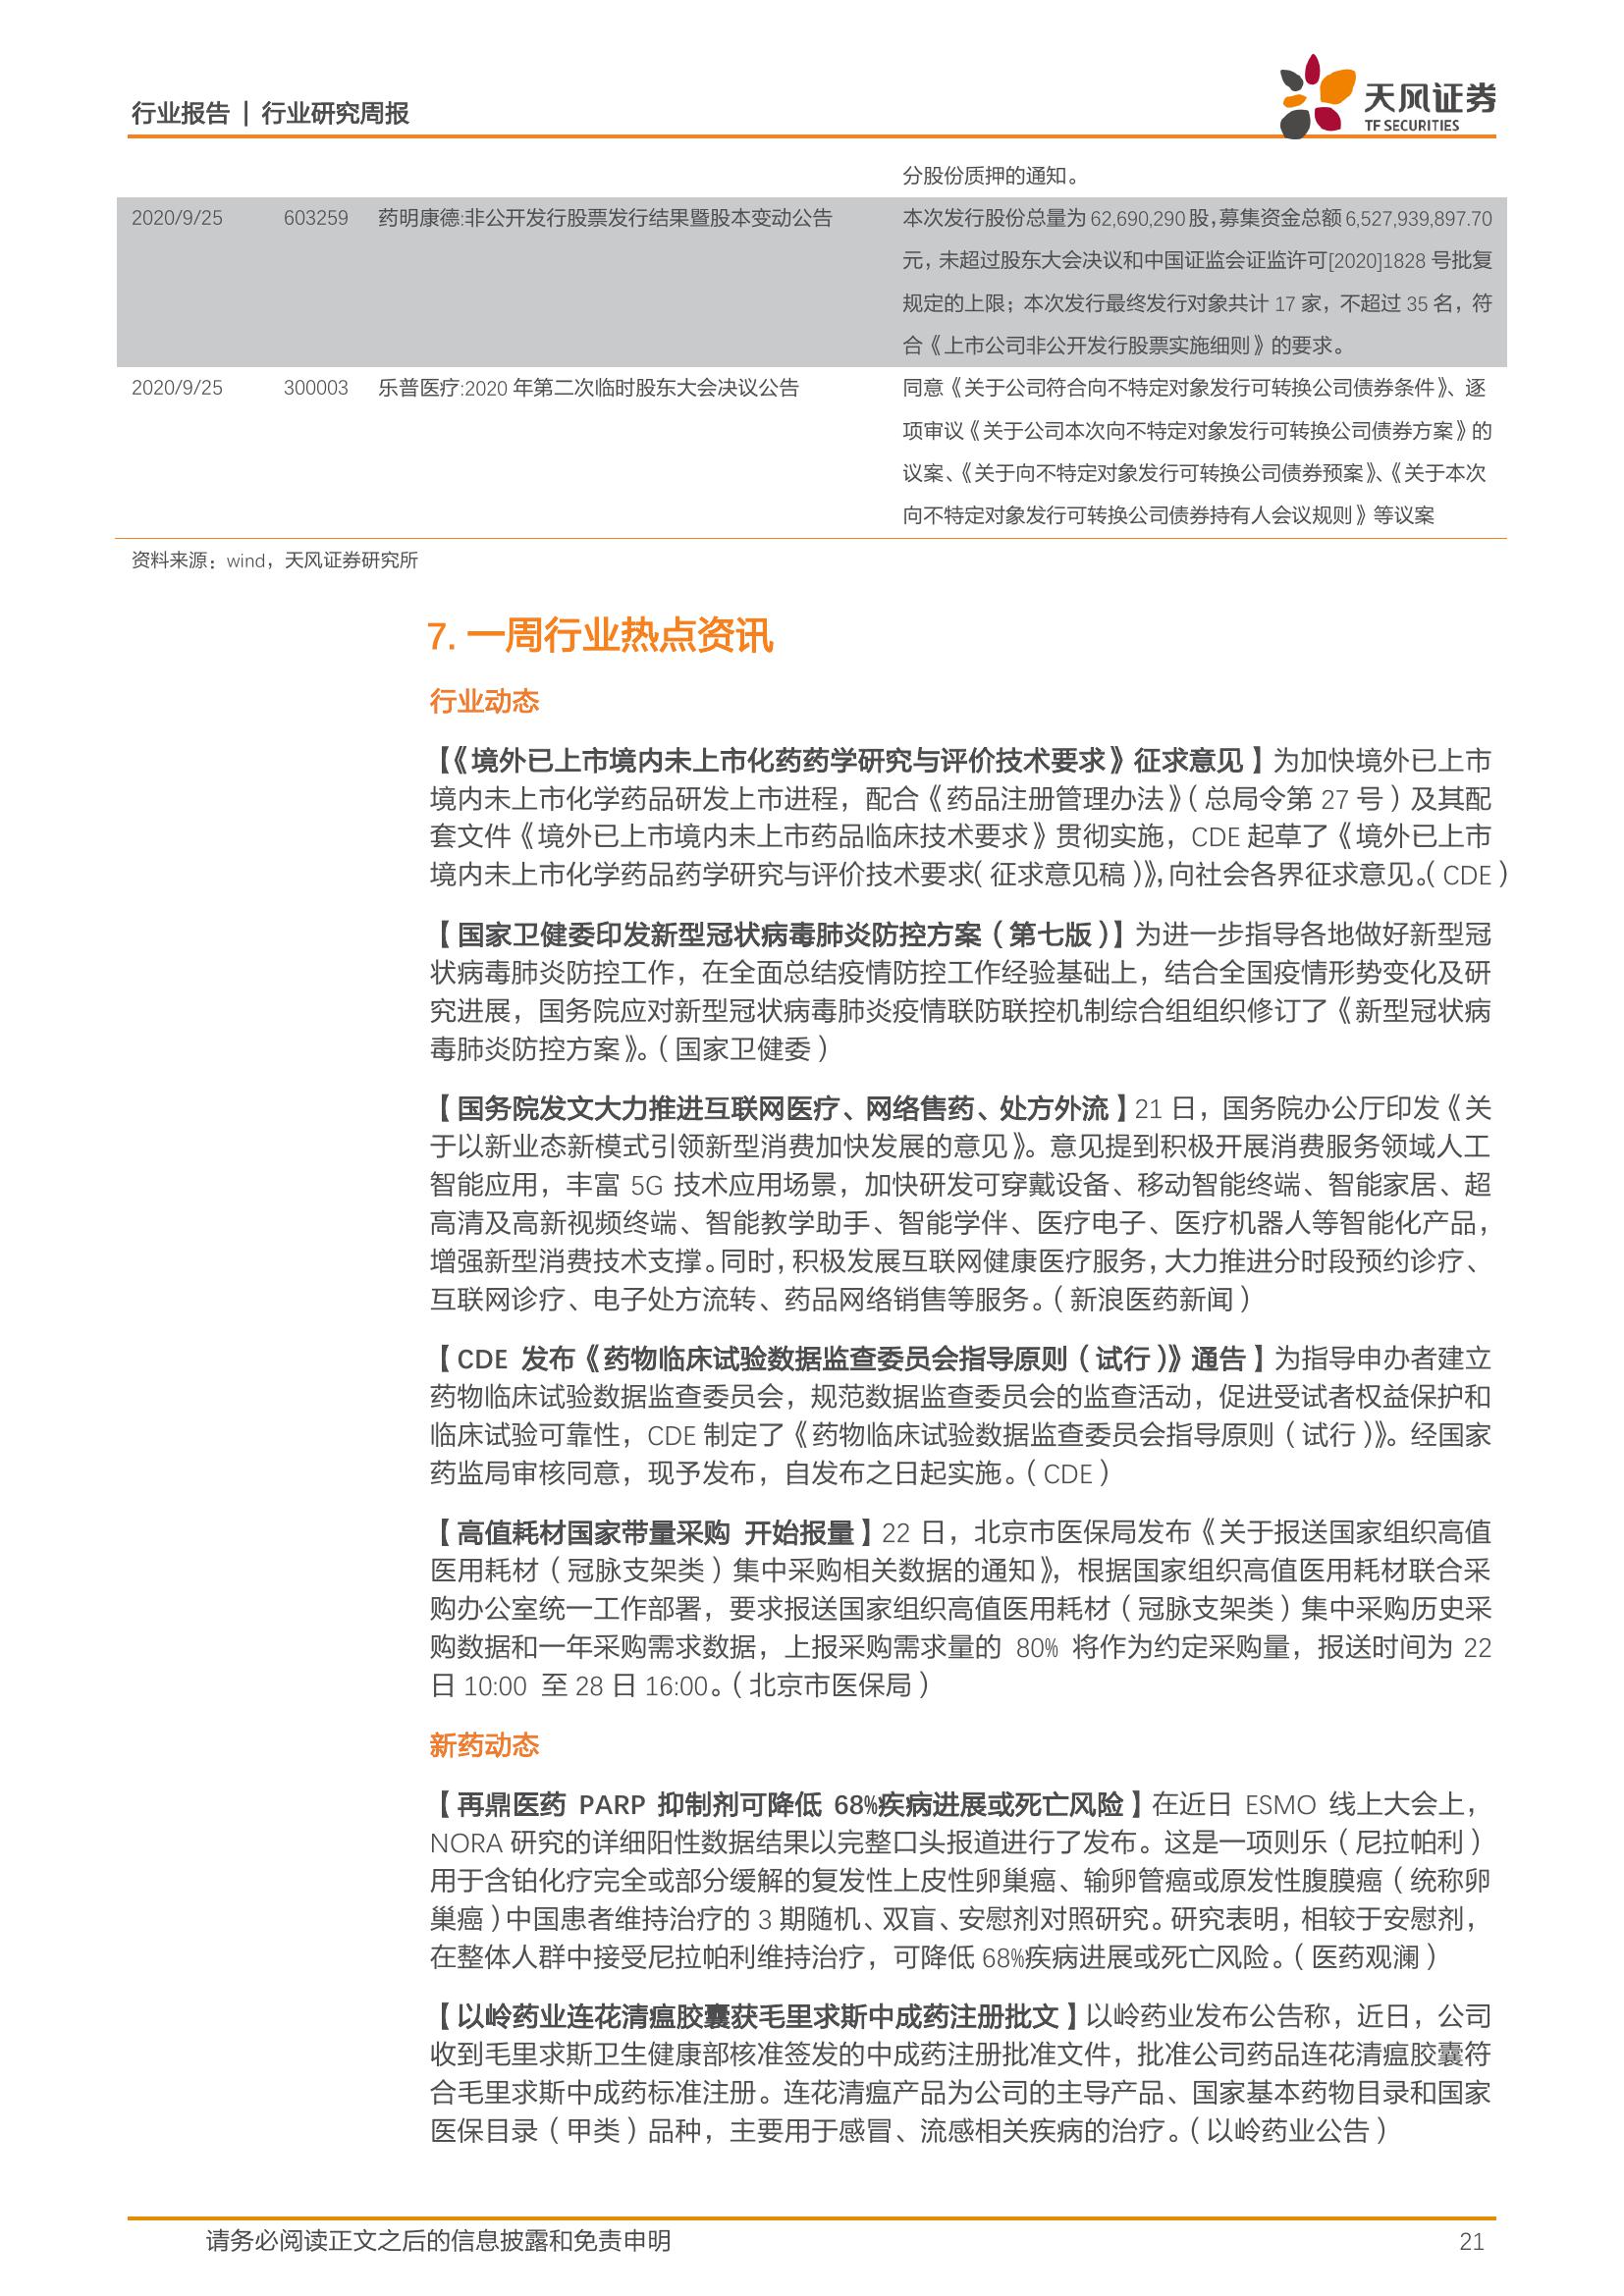 行业报告 | 行业研究周报
天风证券
TF SECURITIES
分股份质押的通知。
2020/9/25 603259 药明康德:非公开发行股票发行结果暨股本变动公告 本次发行股份总量为 62,690,290 股，募集资金总额 6,527,939,897.70
元，未超过股东大会决议和中国证监会证监许可[2020]1828 号批复
规定的上限；本次发行最终发行对象共计 17 家，不超过 35 名，符
合《上市公司非公开发行股票实施细则》的要求。
2020/9/25 300003 乐普医疗:2020 年第二次临时股东大会决议公告 同意《关于公司符合向不特定对象发行可转换公司债券条件》、逐
项审议《关于公司本次向不特定对象发行可转换公司债券方案》的
议案、《关于向不特定对象发行可转换公司债券预案》、《关于本次
向不特定对象发行可转换公司债券持有人会议规则》等议案
资料来源：wind，天风证券研究所
7. 一周行业热点资讯
行业动态
【《境外已上市境内未上市化药药学研究与评价技术要求》征求意见】为加快境外已上市
境内未上市化学药品研发上市进程，配合《药品注册管理办法》（总局令第 27 号）及其配
套文件《境外已上市境内未上市药品临床技术要求》贯彻实施，CDE 起草了《境外已上市
境内未上市化学药品药学研究与评价技术要求（征求意见稿）》，向社会各界征求意见。（CDE）
【国家卫健委印发新型冠状病毒肺炎防控方案（第七版）】为进一步指导各地做好新型冠
状病毒肺炎防控工作，在全面总结疫情防控工作经验基础上，结合全国疫情形势变化及研
究进展，国务院应对新型冠状病毒肺炎疫情联防联控机制综合组组织修订了《新型冠状病
毒肺炎防控方案》。（国家卫健委）
【国务院发文大力推进互联网医疗、网络售药、处方外流】21 日，国务院办公厅印发《关
于以新业态新模式引领新型消费加快发展的意见》。意见提到积极开展消费服务领域人工
智能应用，丰富 5G 技术应用场景，加快研发可穿戴设备、移动智能终端、智能家居、超
高清及高新视频终端、智能教学助手、智能学伴、医疗电子、医疗机器人等智能化产品，
增强新型消费技术支撑。同时，积极发展互联网健康医疗服务，大力推进分时段预约诊疗、
互联网诊疗、电子处方流转、药品网络销售等服务。（新浪医药新闻）
【CDE 发布《药物临床试验数据监查委员会指导原则（试行）》通告】为指导申办者建立
药物临床试验数据监查委员会，规范数据监查委员会的监查活动，促进受试者权益保护和
临床试验可靠性，CDE 制定了《药物临床试验数据监查委员会指导原则（试行）》。经国家
药监局审核同意，现予发布，自发布之日起实施。（CDE）
【高值耗材国家带量采购 开始报量】22 日，北京市医保局发布《关于报送国家组织高值
医用耗材（冠脉支架类）集中采购相关数据的通知》，根据国家组织高值医用耗材联合采
购办公室统一工作部署，要求报送国家组织高值医用耗材（冠脉支架类）集中采购历史采
购数据和一年采购需求数据，上报采购需求量的 80% 将作为约定采购量，报送时间为 22
日 10:00 至 28 日 16:00。（北京市医保局）
新药动态
【再鼎医药 PARP 抑制剂可降低 68%疾病进展或死亡风险】在近日 ESMO 线上大会上，
NORA 研究的详细阳性数据结果以完整口头报道进行了发布。这是一项则乐（尼拉帕利）
用于含铂化疗完全或部分缓解的复发性上皮性卵巢癌、输卵管癌或原发性腹膜癌（统称卵
巢癌）中国患者维持治疗的 3 期随机、双盲、安慰剂对照研究。研究表明，相较于安慰剂，
在整体人群中接受尼拉帕利维持治疗，可降低 68%疾病进展或死亡风险。（医药观澜）
【以岭药业连花清瘟胶囊获毛里求斯中成药注册批文】以岭药业发布公告称，近日，公司
收到毛里求斯卫生健康部核准签发的中成药注册批准文件，批准公司药品连花清瘟胶囊符
合毛里求斯中成药标准注册。连花清瘟产品为公司的主导产品、国家基本药物目录和国家
医保目录（甲类）品种，主要用于感冒、流感相关疾病的治疗。（以岭药业公告）
请务必阅读正文之后的信息披露和免责申明 21